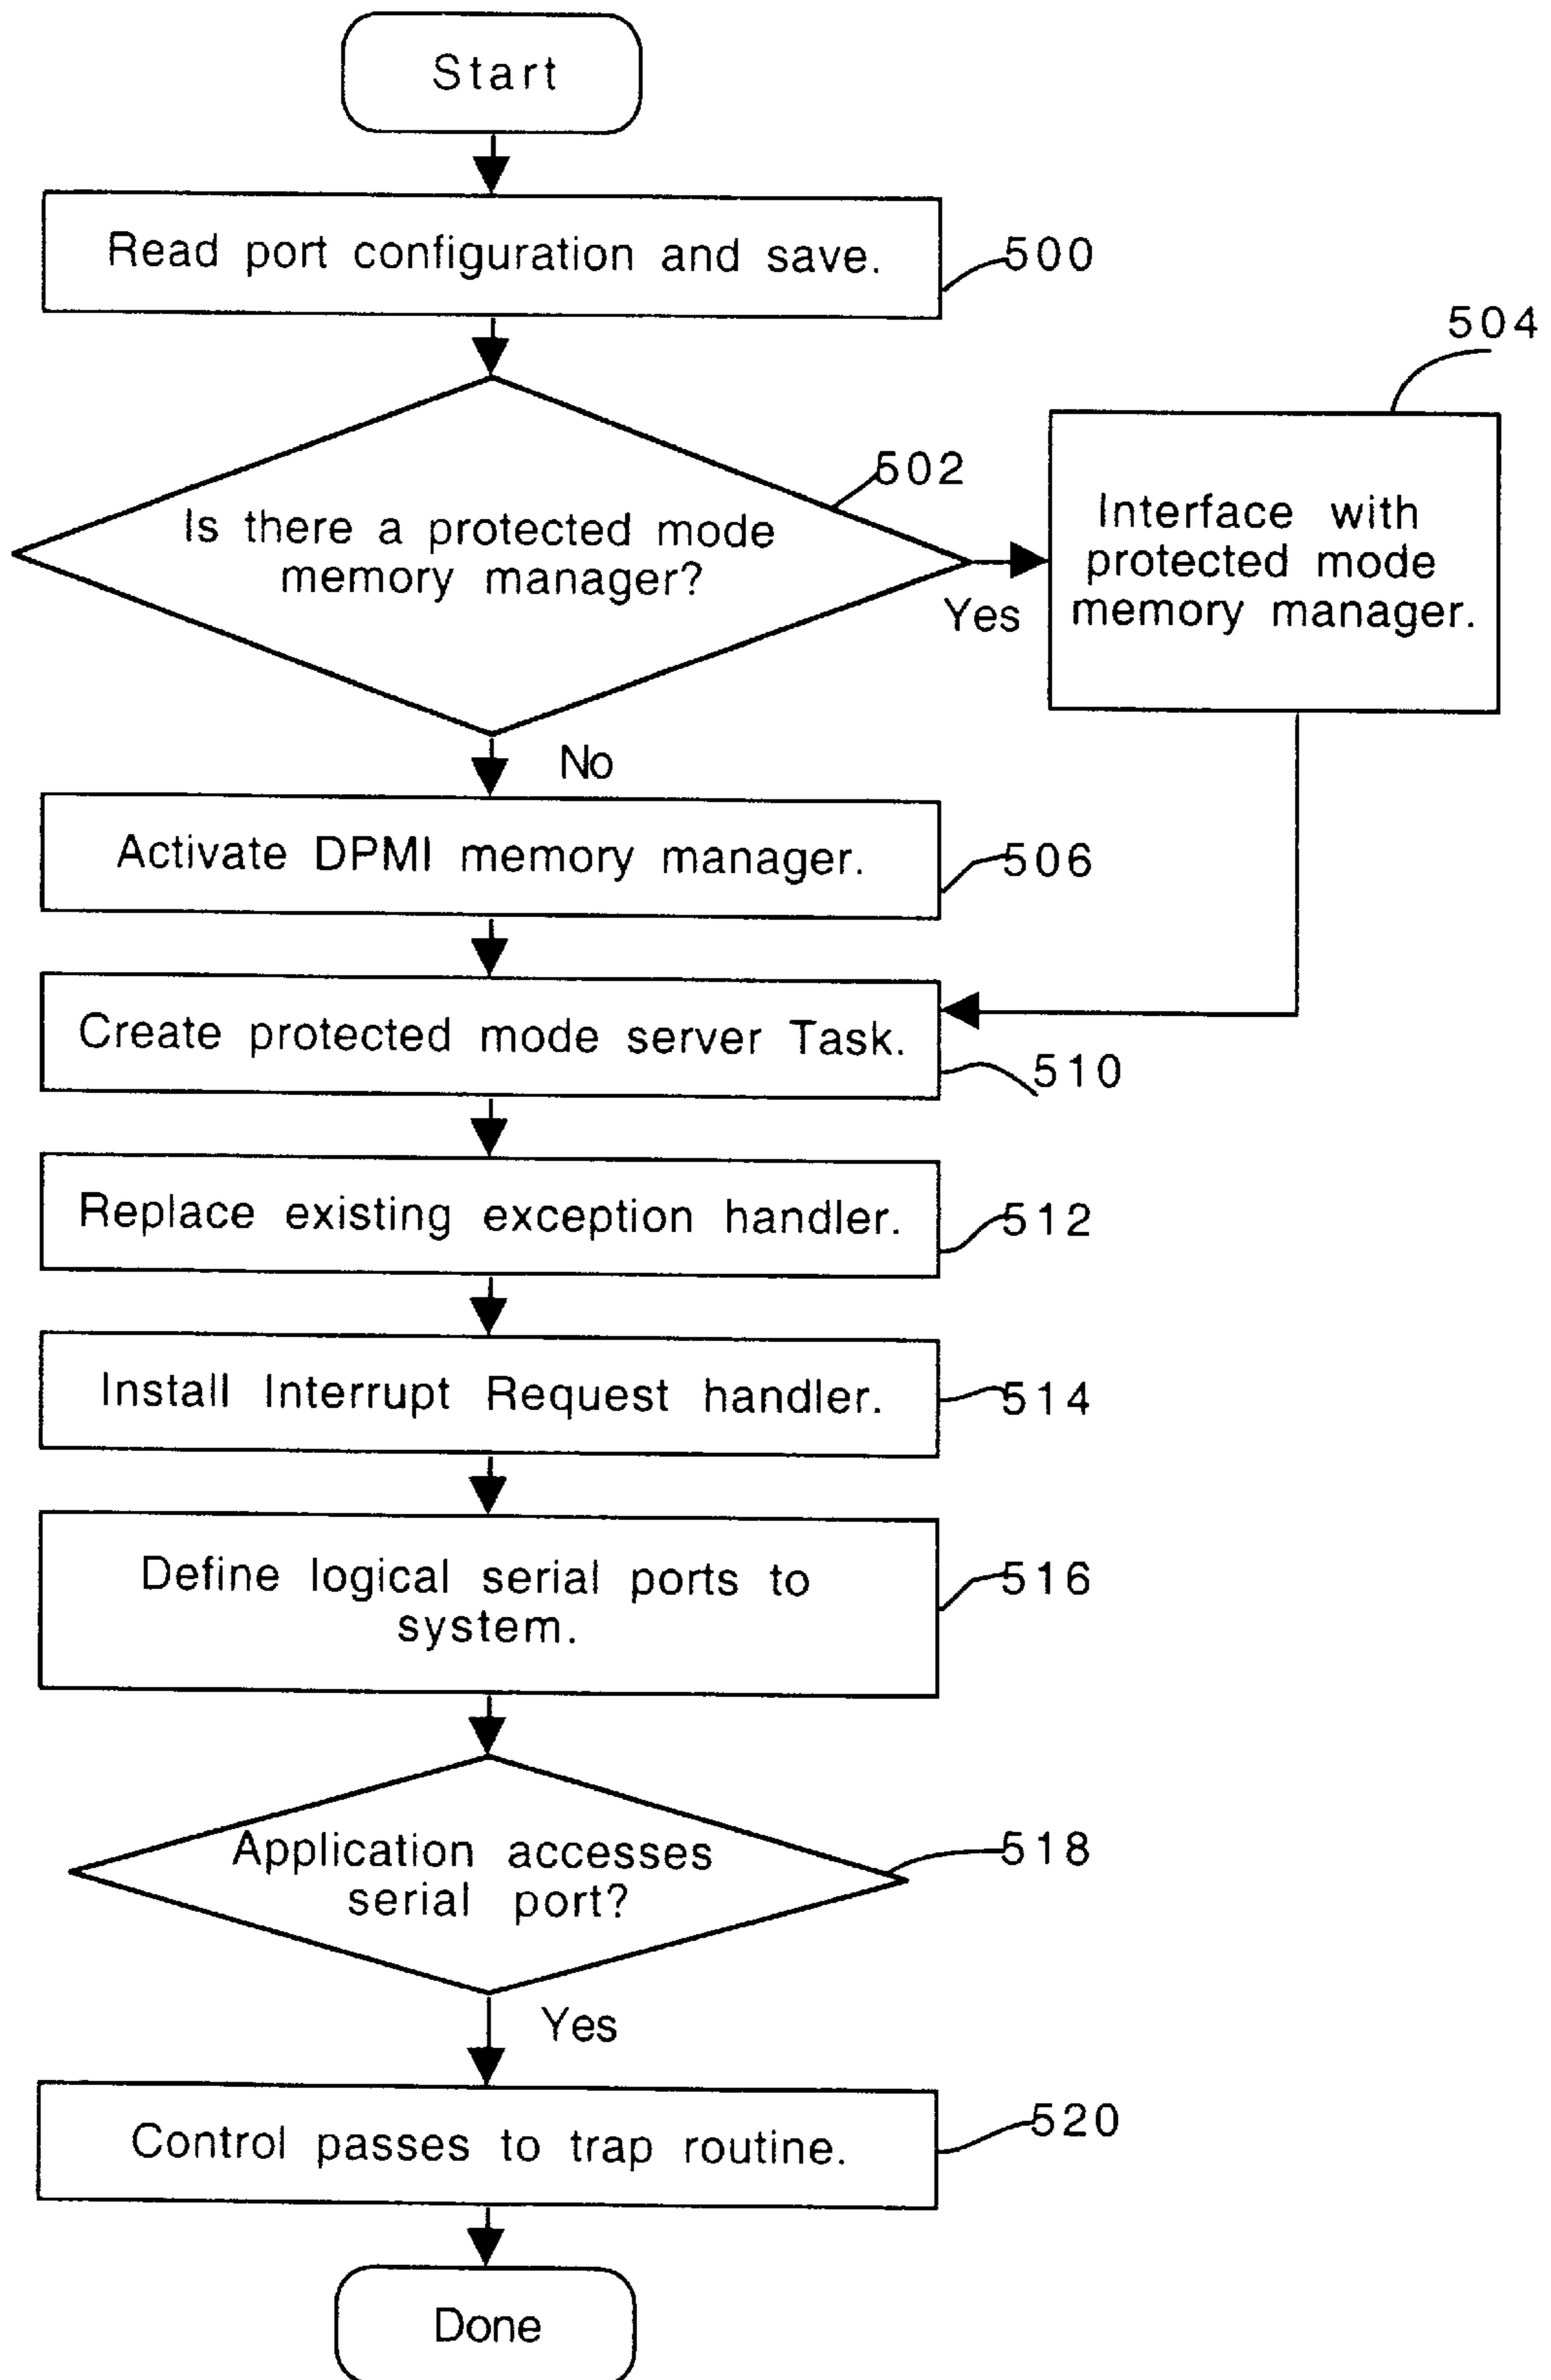 Start
Read port configuration and save.
500
504
502
Is there a protected mode
memory manager?
Yes
Interface with
protected mode
memory manager.
No
Activate DPMI memory manager.
506
Create protected mode server Task.
510
Replace existing exception handler.
512
Install Interrupt Request handler.
514
Define logical serial ports to
system.
516
Application accesses
serial port?
518
Yes
Control passes to trap routine.
520
Done